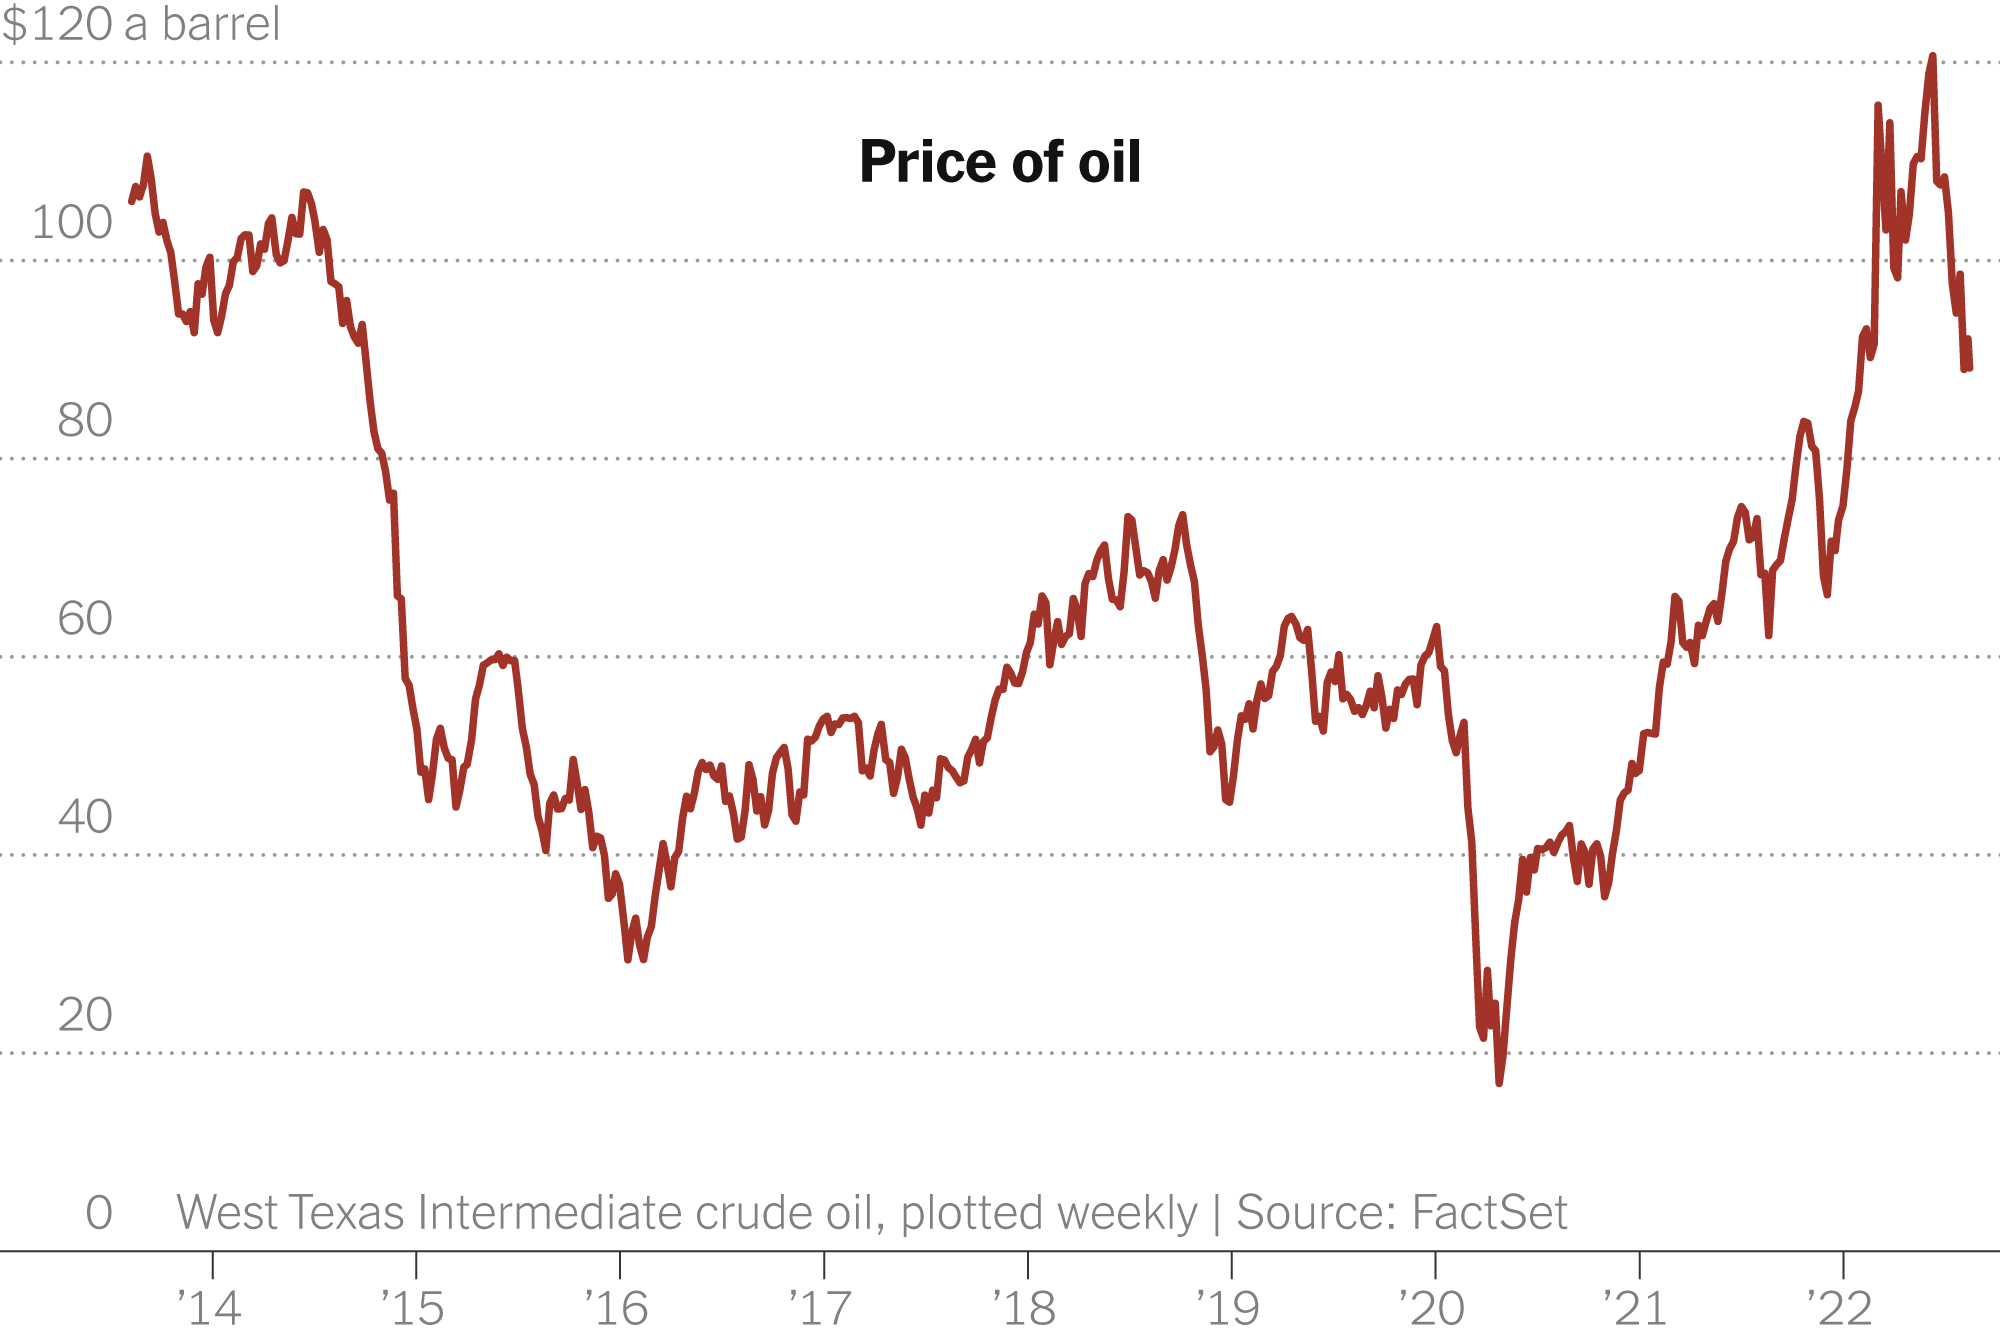 $120 a barrel
Price of oil
100
80
60
40
20
0 West Texas Intermediate crude oil, plotted weekly | Source: FactSet
’14 ’15 ’16 ’17 ’18 ’19 ’20 ’21 ’22